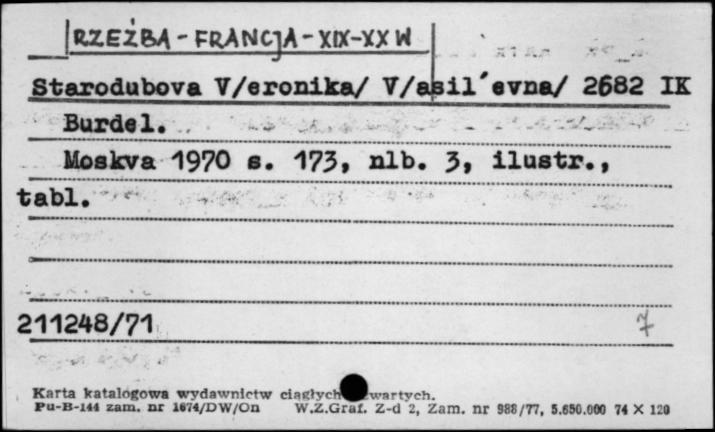 RZEŹBA - FRANCJA - XIX-XX W
Starodubova V/eronika/ V/asil´evna/ 2682 IK
Burdel.
Moskva 1970 s. 173, nlb. 3, ilustr.,
tabl.
211248/71
7
Karta katalogowa wydawnictw ciągłych zwartych.
Pu-B-144 zam. nr 1674/DW/On W.Z.Graf. Z-d 2, Zam. nr 988/77, 5.650.000 74 X 120